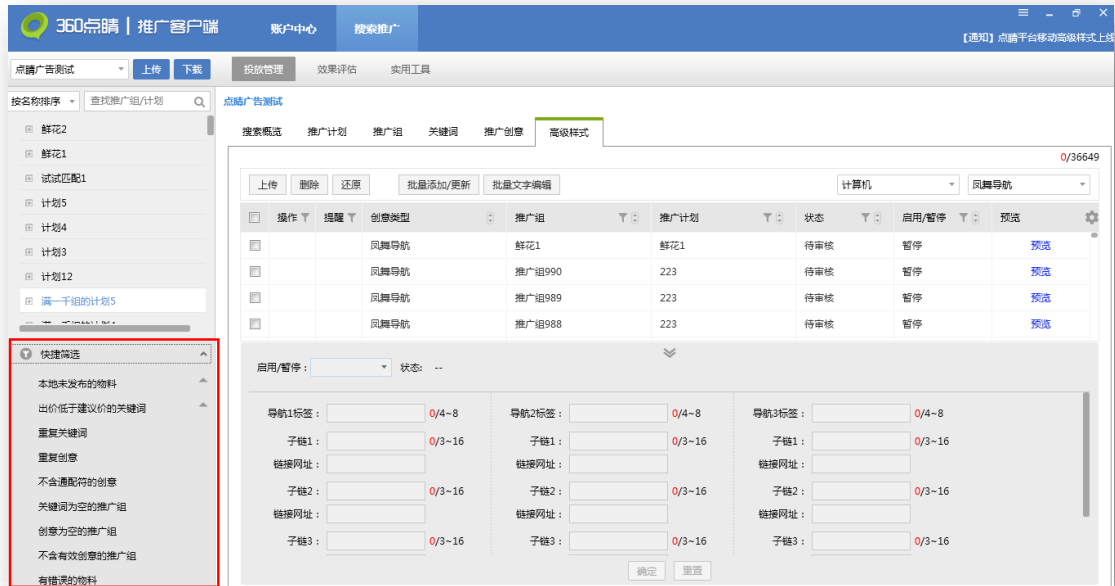 360点睛 | 推广客户端
账户中心 搜索推广
【通知】点睛平台移动高级样式上线
点睛广告测试 上传 下载 投放管理 效果评估 实用工具
按名称排序 查找推广组/计划
鲜花2
鲜花1
试试匹配1
计划5
计划4
计划3
计划12
满一千组的计划5
快捷筛选
本地未发布的物料
出价低于建议价的关键词
重复关键词
重复创意
不含通配符的创意
关键词为空的推广组
创意为空的推广组
不含有效创意的推广组
有错误的物料
点睛广告测试
搜索概览 推广计划 推广组 关键词 推广创意 高级样式
0/36649
上传 删除 还原 批量添加/更新 批量文字编辑 计算机 凤舞导航
操作 提醒 创意类型 推广组 推广计划 状态 启用/暂停 预览
凤舞导航 鲜花1 鲜花1 待审核 暂停 预览
凤舞导航 推广组990 223 待审核 暂停 预览
凤舞导航 推广组989 223 待审核 暂停 预览
凤舞导航 推广组988 223 待审核 暂停 预览
启用/暂停： 状态: --
导航1标签： 0/4~8 导航2标签： 0/4~8 导航3标签： 0/4~8
子链1： 0/3~16 子链1： 0/3~16 子链1： 0/3~16
链接网址： 链接网址： 链接网址：
子链2： 0/3~16 子链2： 0/3~16 子链2： 0/3~16
链接网址： 链接网址： 链接网址：
子链3： 0/3~16 子链3： 0/3~16 子链3： 0/3~16
确定 重置